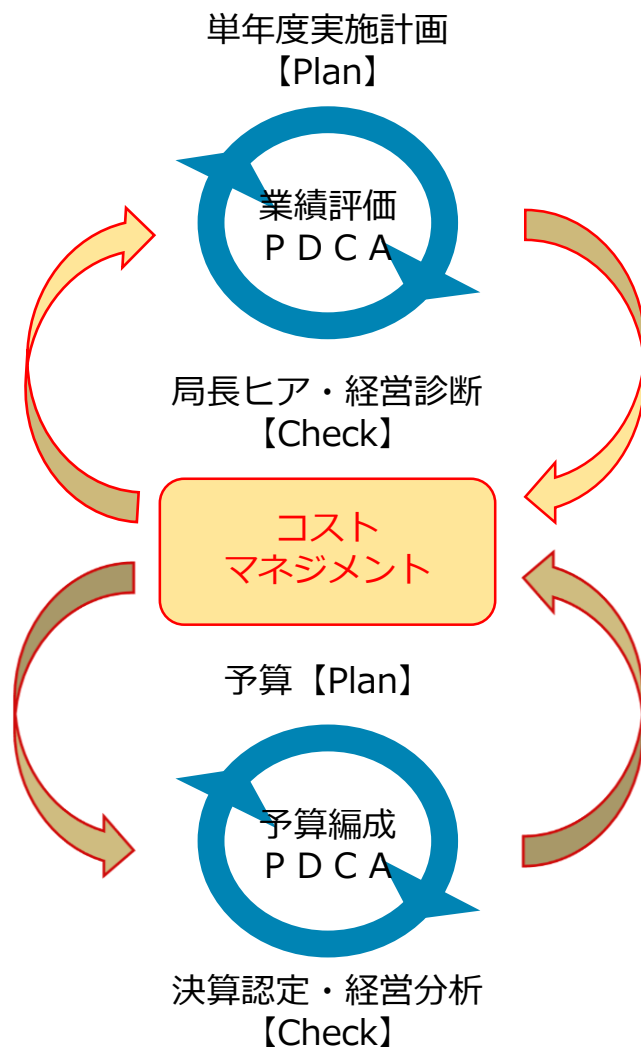 単年度実施計画
【Plan】
業績評価
ＰＤＣＡ
局長ヒア・経営診断
【Check】
コスト
マネジメント
予算【Plan】
予算編成
ＰＤＣＡ
決算認定・経営分析
【Check】